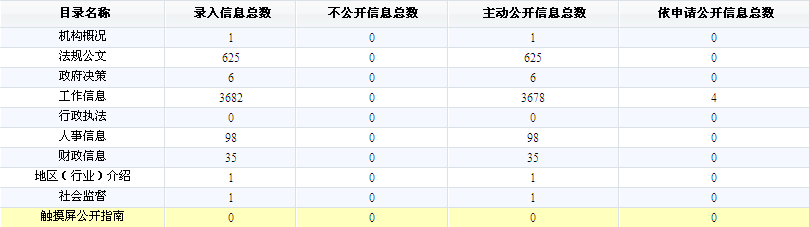 目录名称 录入信息总数 不公开信息总数 主动公开信息总数 依申请公开信息总数
机构概况 1 0 1 0
法规公文 625 0 625 0
政府决策 6 0 6 0
工作信息 3682 0 3678 4
行政执法 0 0 0 0
人事信息 98 0 98 0
财政信息 35 0 35 0
地区（行业）介绍 1 0 1 0
社会监督 1 0 1 0
触摸屏公开指南 0 0 0 0